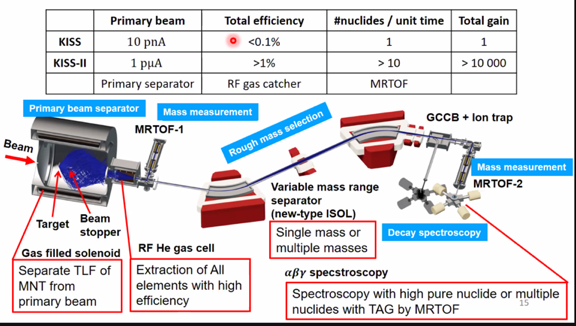 Primary beam Total efficiency #nuclides / unit time Total gain
KISS 10 pnA <0.1% 1 1
KISS-II 1 pμA >1% > 10 > 10 000
Primary separator RF gas catcher MRTOF
Primary beam separator
Mass measurement
MRTOF-1
Rough mass selection
GCCB + Ion trap
Beam
Mass measurement
MRTOF-2
Target
Beam
stopper
Variable mass range
separator
(new-type ISOL)
Decay spectroscopy
Gas filled solenoid
RF He gas cell
Single mass or
multiple masses
Separate TLF of
MNT from
primary beam
Extraction of All
elements with high
efficiency
αβγ specstroscopy
Spectroscopy with high pure nuclide or multiple
nuclides with TAG by MRTOF
15